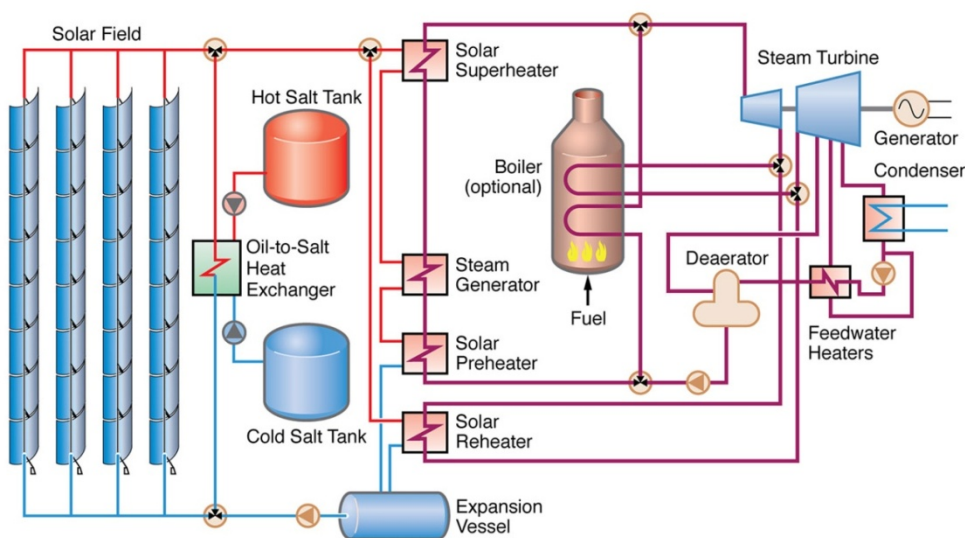 Solar Field
Hot Salt Tank
Oil-to-Salt
Heat
Exchanger
Cold Salt Tank
Solar
Superheater
Steam
Generator
Solar
Preheater
Solar
Reheater
Expansion
Vessel
Boiler
(optional)
Fuel
Steam Turbine
Generator
Condenser
Deaerator
Feedwater
Heaters